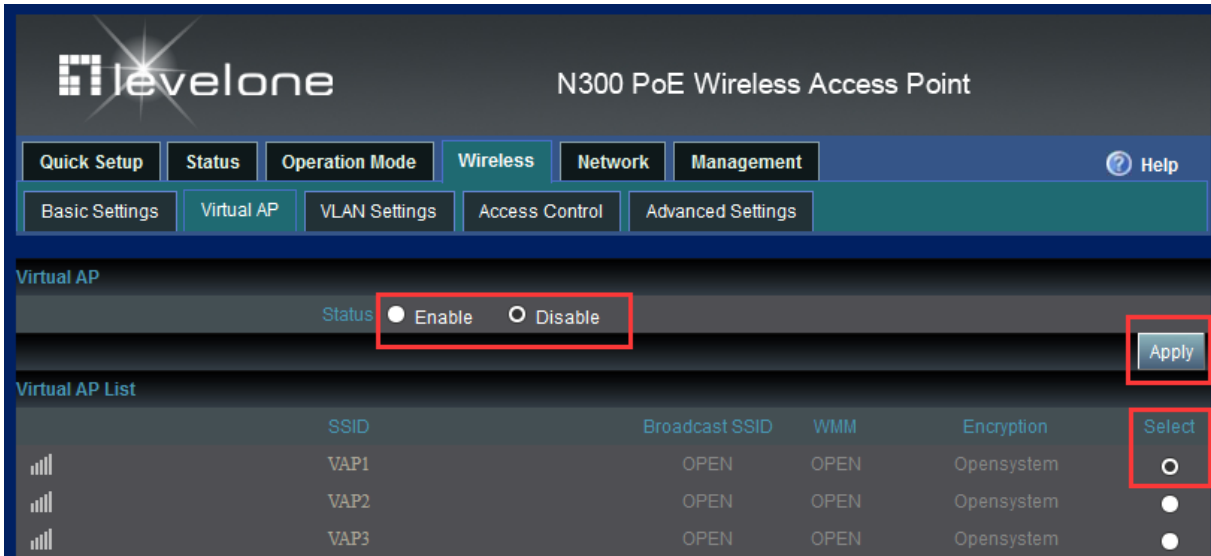 levelone N300 PoE Wireless Access Point
Quick Setup Status Operation Mode Wireless Network Management Help
Basic Settings Virtual AP VLAN Settings Access Control Advanced Settings
Virtual AP
Status Enable Disable
Apply
Virtual AP List
SSID Broadcast SSID WMM Encryption Select
VAP1 OPEN OPEN Opensystem
VAP2 OPEN OPEN Opensystem
VAP3 OPEN OPEN Opensystem